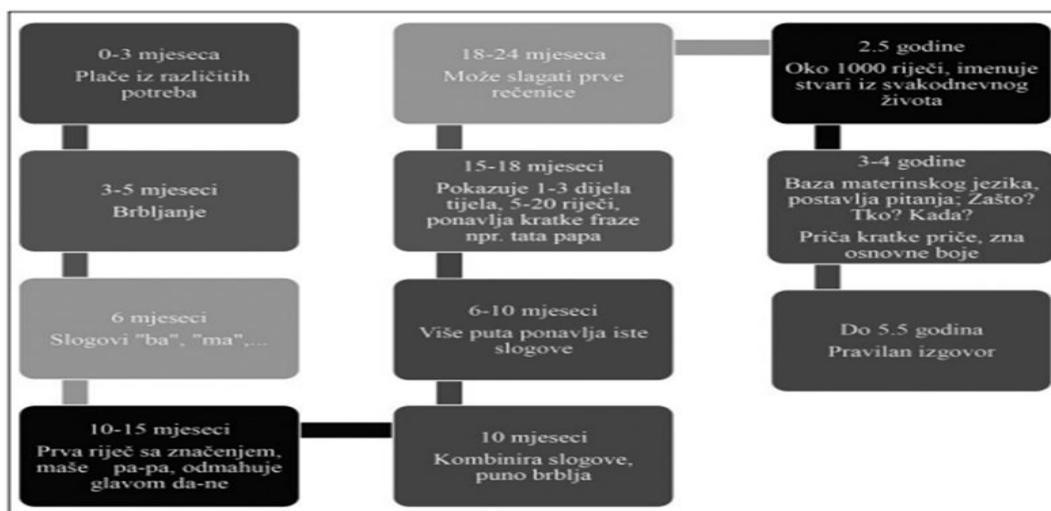 0-3 mjeseca
Plače iz različitih
potreba
3-5 mjeseci
Brbljanje
6 mjeseci
Slogovi "ba", "ma",...
10-15 mjeseci
Prva riječ sa značenjem,
maše pa-pa, odmahuje
glavom da-ne
10 mjeseci
Kombinira slogove,
puno brblja
6-10 mjeseci
Više puta ponavlja iste
slogove
15-18 mjeseci
Pokazuje 1-3 dijela
tijela, 5-20 riječi,
ponavlja kratke fraze
npr. tata papa
18-24 mjeseca
Može slagati prve
rečenice
2.5 godine
Oko 1000 riječi, imenuje
stvari iz svakodnevnog
života
3-4 godine
Baza materinskog jezika,
postavlja pitanja; Zašto?
Tko? Kada?
Priča kratke priče, zna
osnovne boje
Do 5.5 godina
Pravilan izgovor